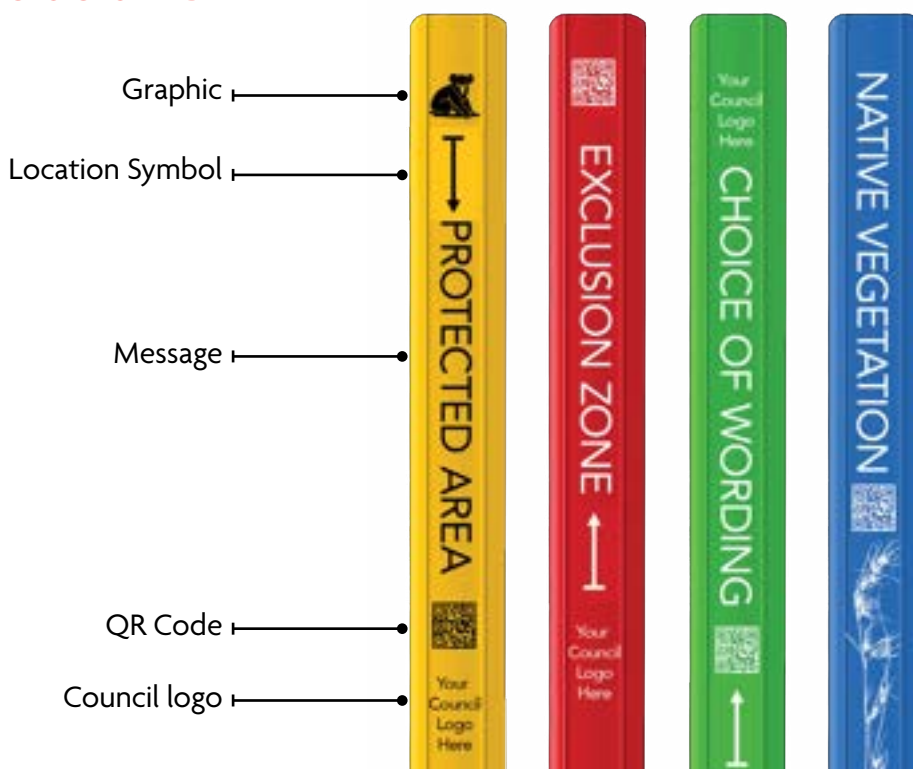 Graphic
Location Symbol
Message
QR Code
Council logo
PROTECTED AREA
Your
Council
Logo
Here
EXCLUSION ZONE
Your
Council
Logo
Here
Your
Council
Logo
Here
CHOICE OF WORDING
NATIVE VEGETATION